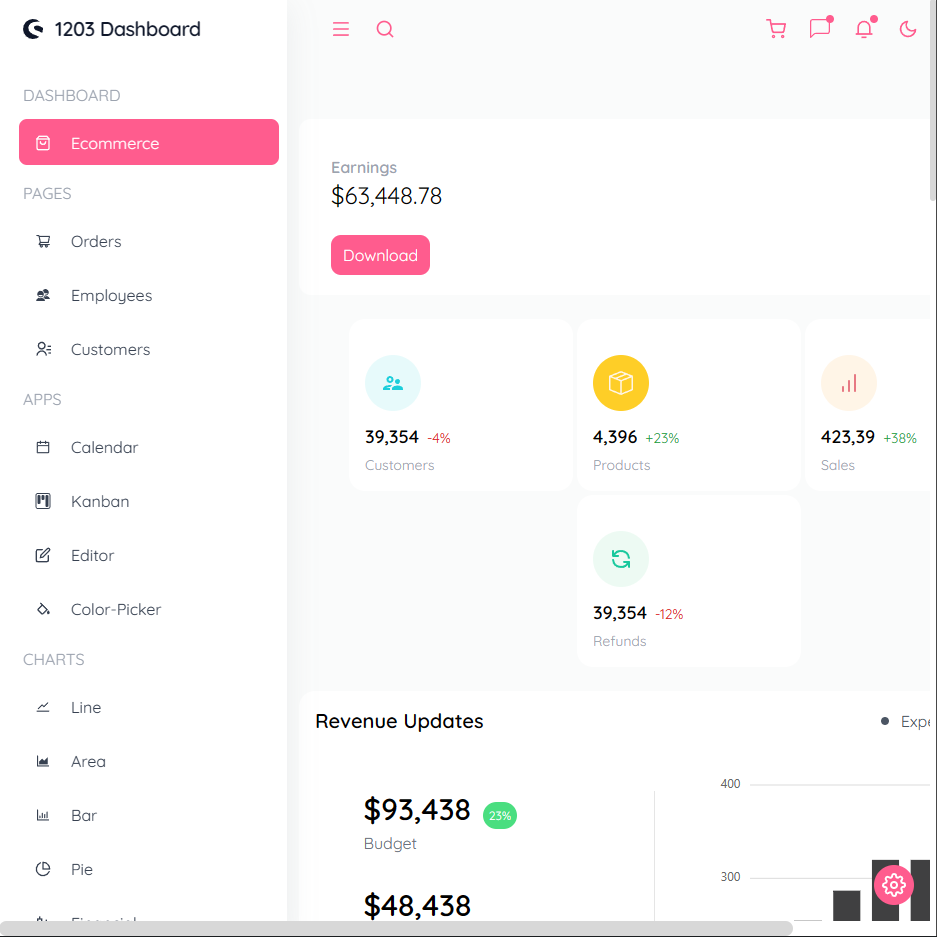 1203 Dashboard
DASHBOARD
Ecommerce
PAGES
Orders
Employees
Customers
APPS
Calendar
Kanban
Editor
Color-Picker
CHARTS
Line
Area
Bar
Pie
Earnings
$63,448.78
Download
39,354 -4%
Customers
4,396 +23%
Products
423,39 +38%
Sales
39,354 -12%
Refunds
Revenue Updates
$93,438 23%
Budget
$48,438
400
300